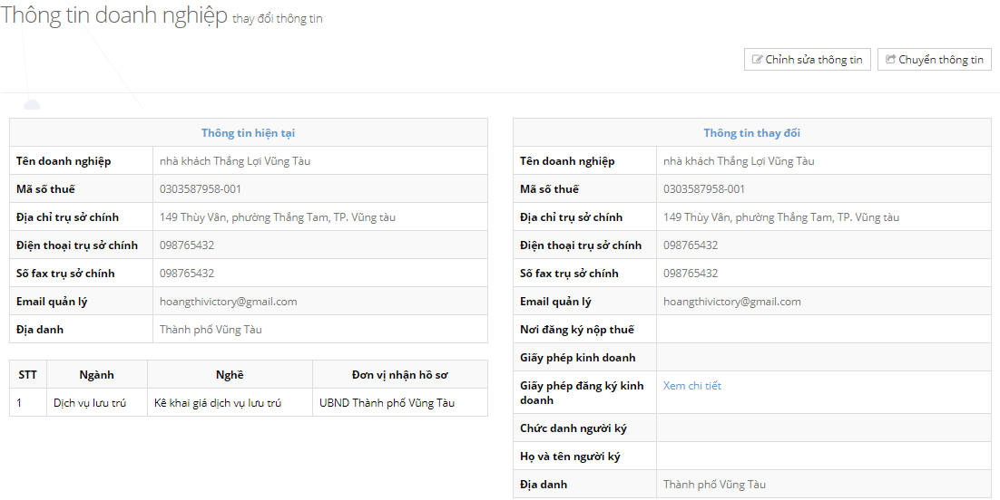 Thông tin doanh nghiệp thay đổi thông tin
Chỉnh sửa thông tin
Chuyển thông tin
Thông tin hiện tại
Tên doanh nghiệp nhà khách Thắng Lợi Vũng Tàu
Mã số thuế 0303587958-001
Địa chỉ trụ sở chính 149 Thùy Vân, phường Thắng Tam, TP. Vũng tàu
Điện thoại trụ sở chính 098765432
Số fax trụ sở chính 098765432
Email quản lý hoangthivictory@gmail.com
Địa danh Thành phố Vũng Tàu
STT Ngành Nghề Đơn vị nhận hồ sơ
1 Dịch vụ lưu trú Kê khai giá dịch vụ lưu trú UBND Thành phố Vũng Tàu
Thông tin thay đổi
Tên doanh nghiệp nhà khách Thắng Lợi Vũng Tàu
Mã số thuế 0303587958-001
Địa chỉ trụ sở chính 149 Thùy Vân, phường Thắng Tam, TP. Vũng tàu
Điện thoại trụ sở chính 098765432
Số fax trụ sở chính 098765432
Email quản lý hoangthivictory@gmail.com
Nơi đăng ký nộp thuế
Giấy phép kinh doanh
Giấy phép đăng ký kinh Xem chi tiết
doanh
Chức danh người ký
Họ và tên người ký
Địa danh Thành phố Vũng Tàu